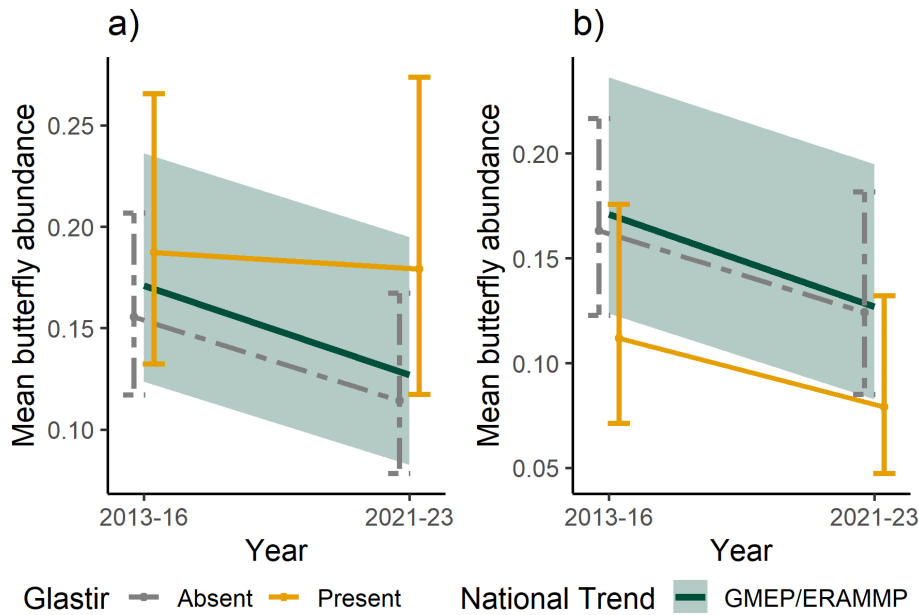 a)
Mean butterfly abundance
0.25
0.20
0.15
0.10
2013-16
2021-23
Year
b)
Mean butterfly abundance
0.20
0.15
0.10
0.05
2013-16
2021-23
Year
Glastir Absent Present National Trend GMEP/ERAMMP